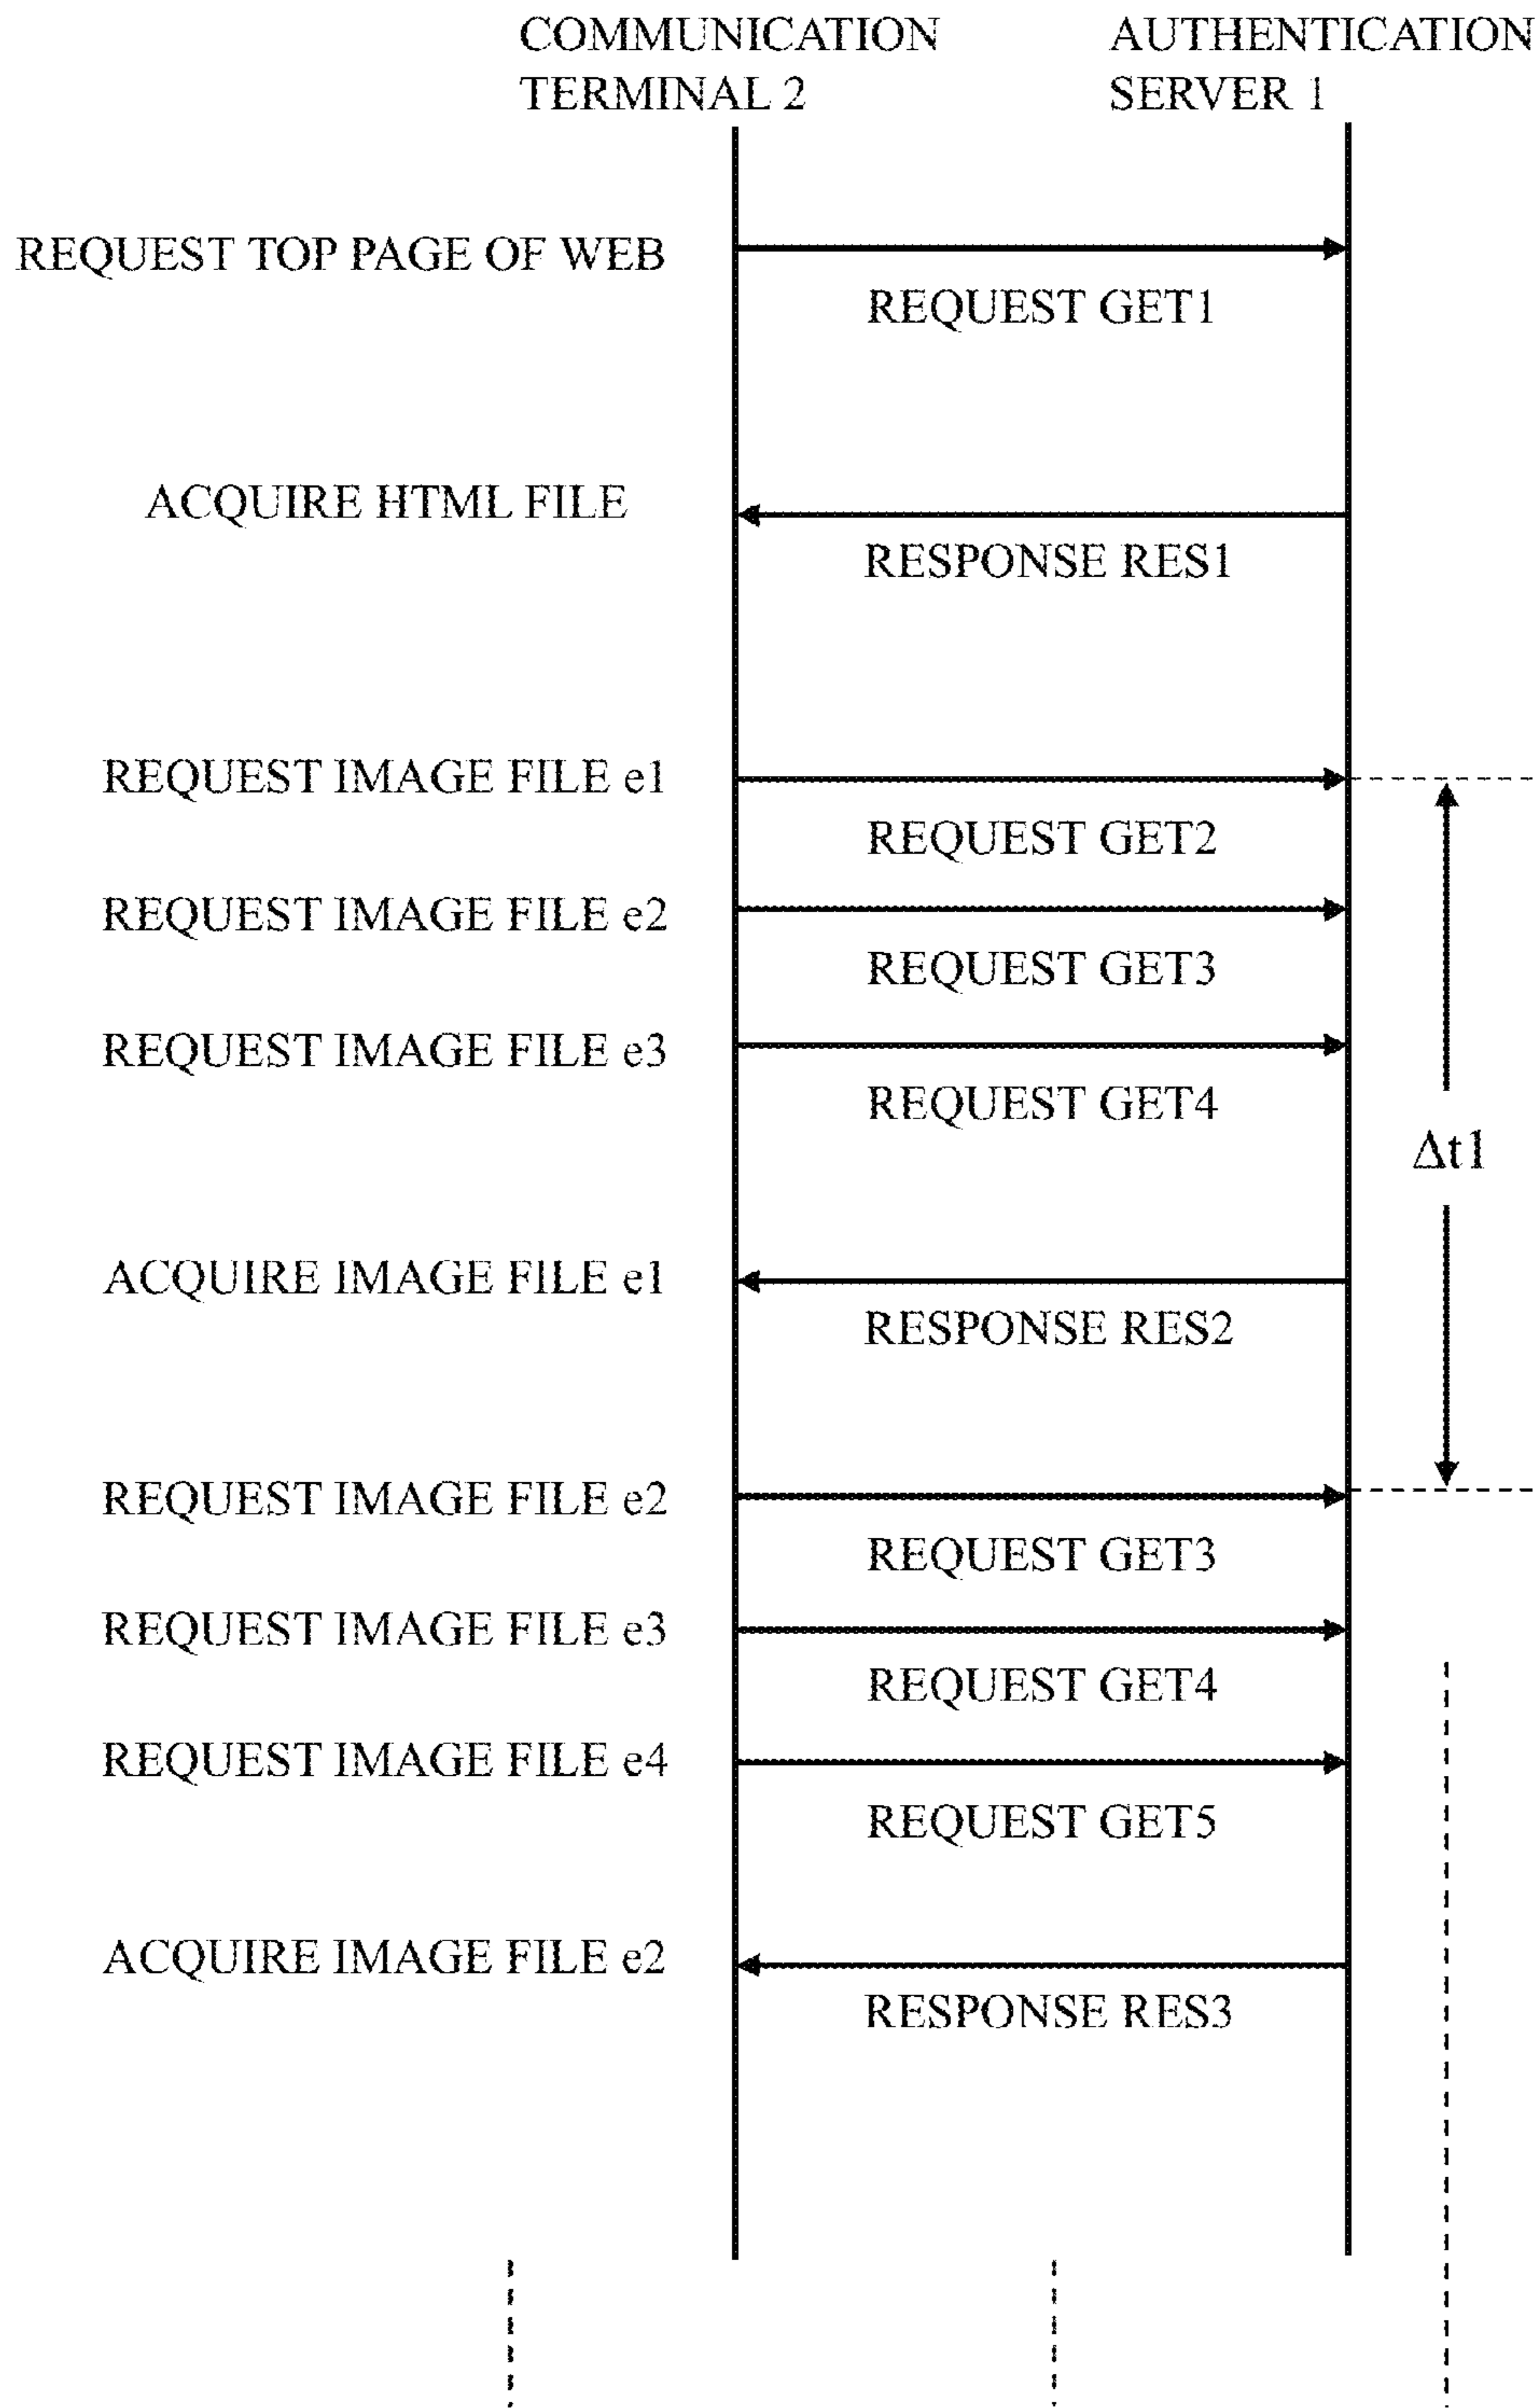 COMMUNICATION
TERMINAL 2
AUTHENTICATION
SERVER 1
REQUEST TOP PAGE OF WEB
REQUEST GET1
ACQUIRE HTML FILE
RESPONSE RES1
REQUEST IMAGE FILE e1
REQUEST GET2
REQUEST IMAGE FILE e2
REQUEST GET3
REQUEST IMAGE FILE e3
REQUEST GET4
Δt1
ACQUIRE IMAGE FILE e1
RESPONSE RES2
REQUEST IMAGE FILE e2
REQUEST GET3
REQUEST IMAGE FILE e3
REQUEST GET4
REQUEST IMAGE FILE e4
REQUEST GET5
ACQUIRE IMAGE FILE e2
RESPONSE RES3